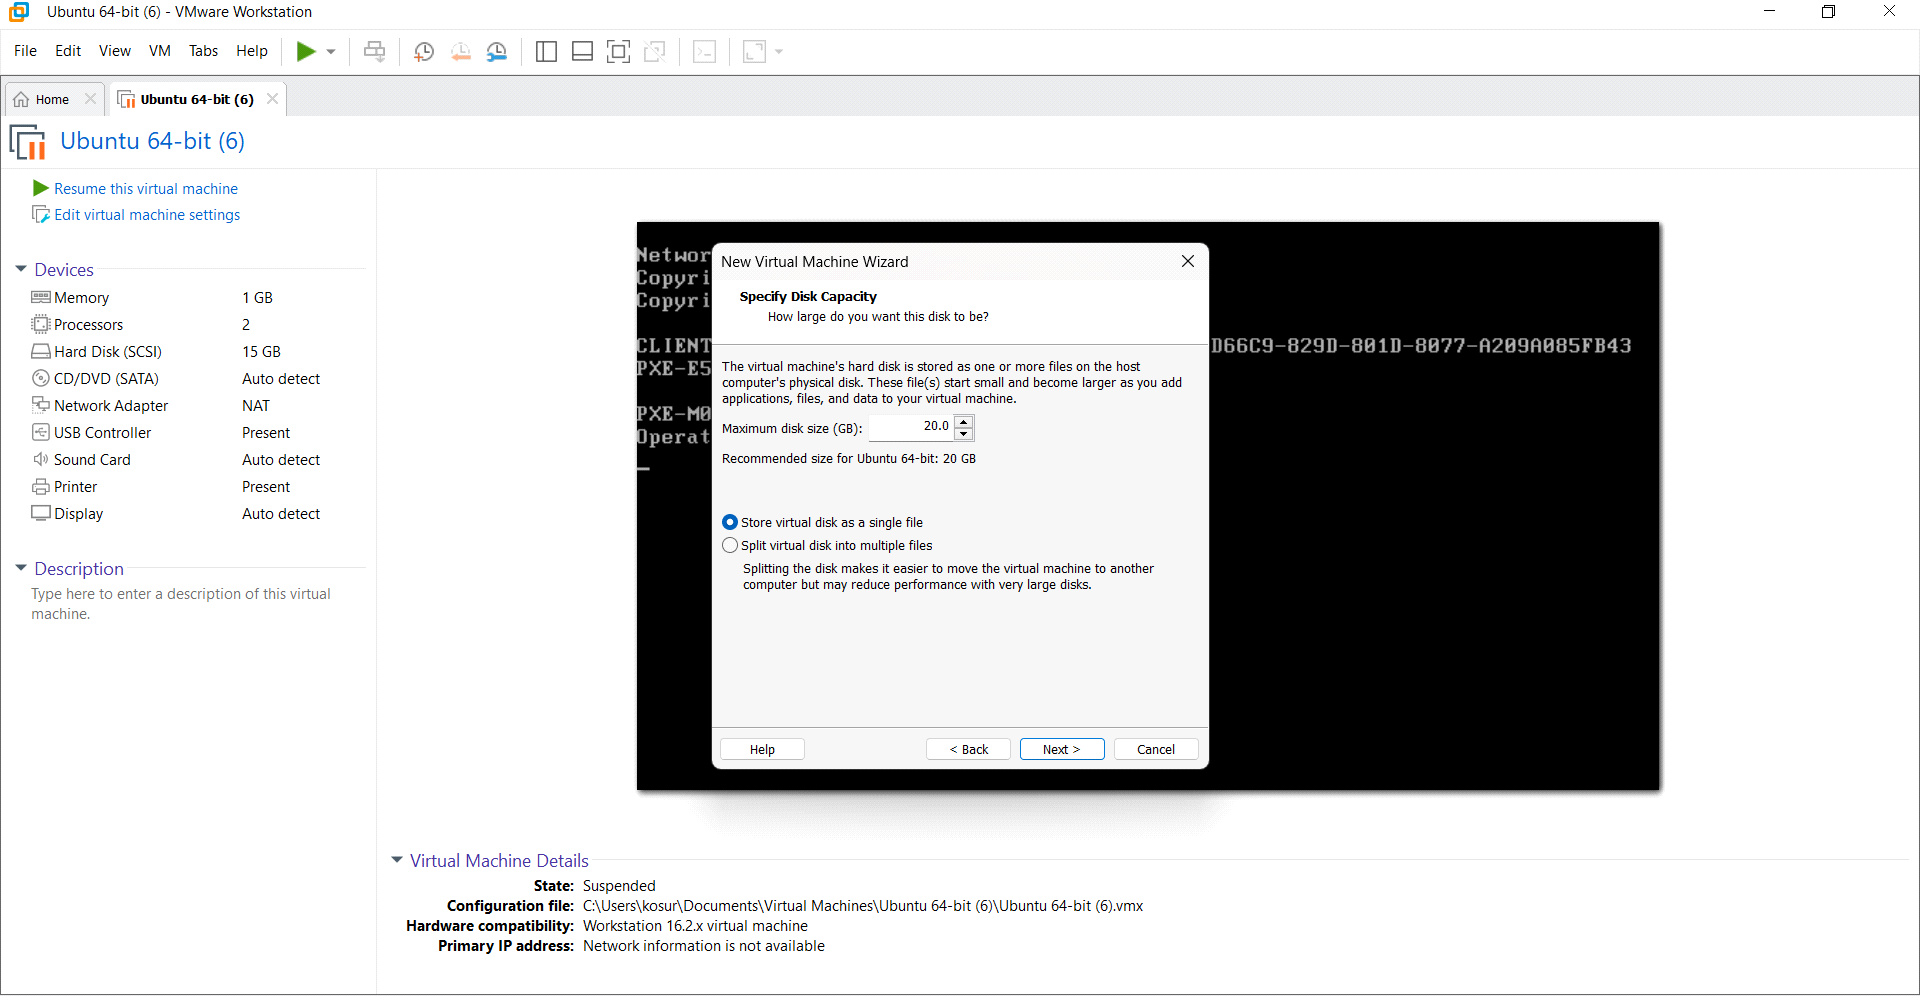 Ubuntu 64-bit (6) - VMware Workstation
File Edit View VM Tabs Help
Home Ubuntu 64-bit (6)
Ubuntu 64-bit (6)
Resume this virtual machine
Edit virtual machine settings
Devices
Memory 1 GB
Processors 2
Hard Disk (SCSI) 15 GB
CD/DVD (SATA) Auto detect
Network Adapter NAT
USB Controller Present
Sound Card Auto detect
Printer Present
Display Auto detect
Description
Type here to enter a description of this virtual
machine.
Networ
Copyri
Copyri
CLIENT D66C9-829D-801D-8077-A209A085FB43
PXE-E5
PXE-M0
Operat
New Virtual Machine Wizard
Specify Disk Capacity
How large do you want this disk to be?
The virtual machine's hard disk is stored as one or more files on the host
computer's physical disk. These file(s) start small and become larger as you add
applications, files, and data to your virtual machine.
Maximum disk size (GB): 20.0
Recommended size for Ubuntu 64-bit: 20 GB
Store virtual disk as a single file
Split virtual disk into multiple files
Splitting the disk makes it easier to move the virtual machine to another
computer but may reduce performance with very large disks.
Help < Back Next > Cancel
Virtual Machine Details
State: Suspended
Configuration file: C:\Users\kosur\Documents\Virtual Machines\Ubuntu 64-bit (6)\Ubuntu 64-bit (6).vmx
Hardware compatibility: Workstation 16.2.x virtual machine
Primary IP address: Network information is not available